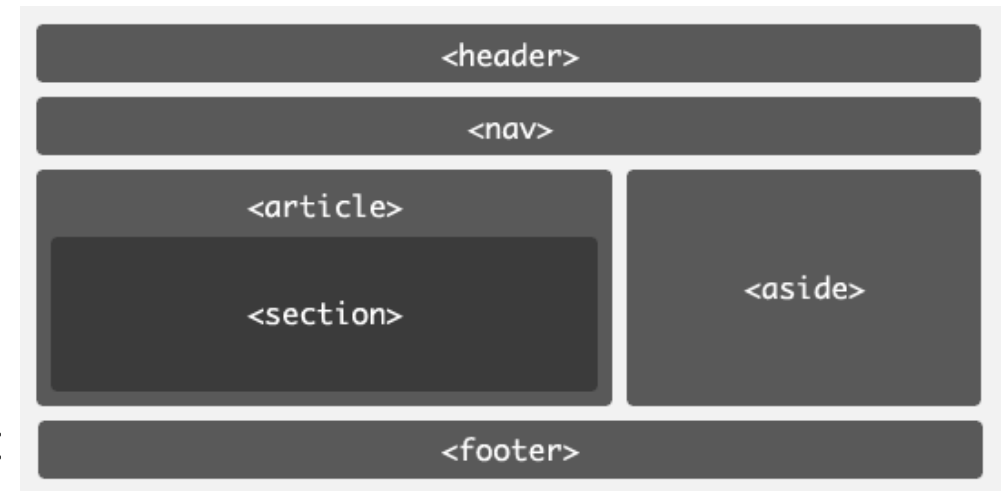 <header>
<nav>
<article>
<section>
<aside>
<footer>